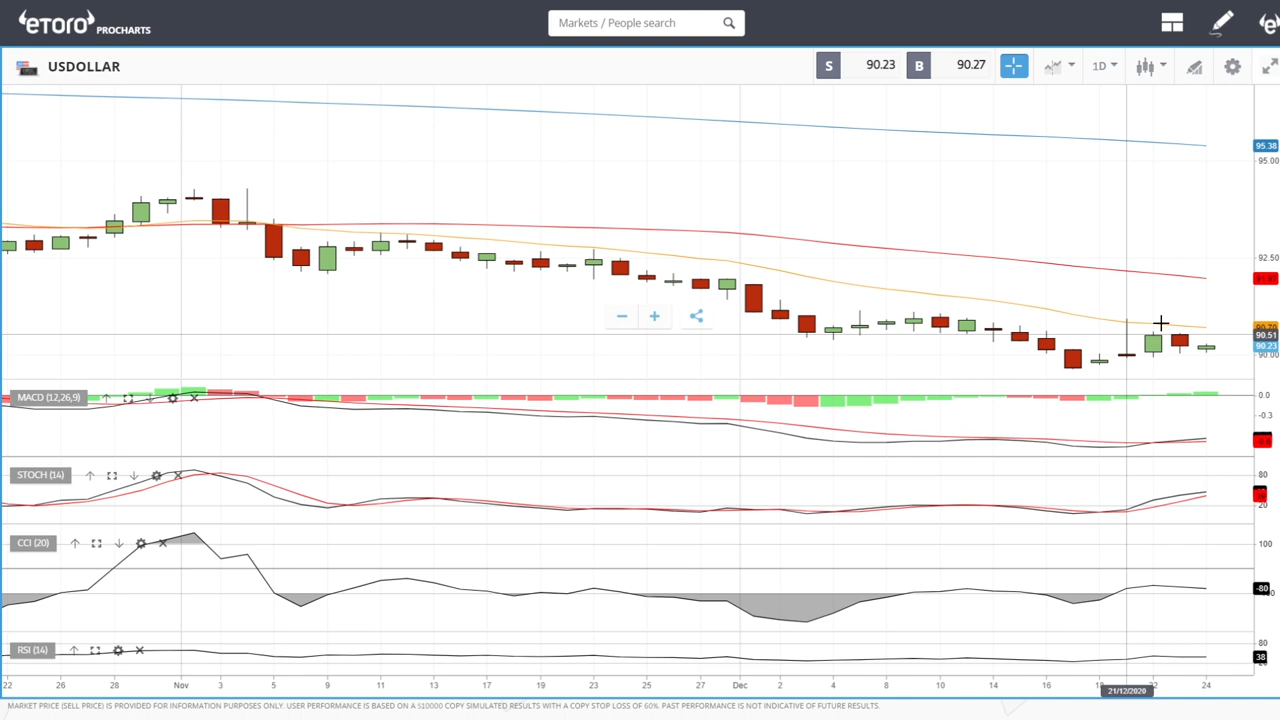 eToro PROCHARTS
Markets / People search
USDOLLAR
S 90.23 B 90.27
1D
95.38
95.00
92.50
90.51
90.23
90.00
MACD (12,26,9)
0.0
-0.3
STOCH (14)
80
20
CCI (20)
100
-80
RSI (14)
80
38
22 26 28 Nov 3 5 9 11 13 17 19 23 25 27 Dec 2 4 8 10 14 16 24
21/12/2020
MARKET PRICE (SELL PRICE) IS PROVIDED FOR INFORMATION PURPOSES ONLY. USER PERFORMANCE IS BASED ON A $10000 COPY SIMULATED RESULTS WITH A COPY STOP LOSS OF 60%. PAST PERFORMANCE IS NOT INDICATIVE OF FUTURE RESULTS.